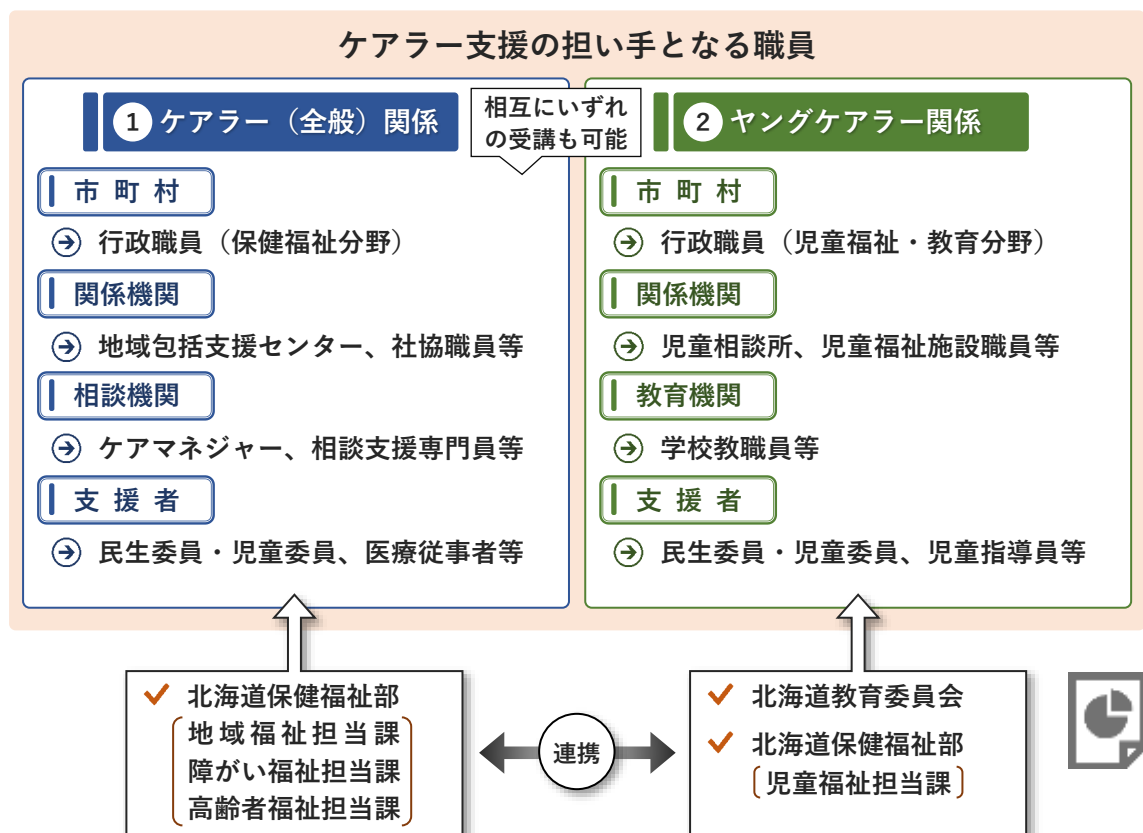 ケアラー支援の担い手となる職員
1 ケアラー（全般）関係
相互にいずれ
の受講も可能
市町村
行政職員（保健福祉分野）
関係機関
地域包括支援センター、社協職員等
相談機関
ケアマネジャー、相談支援専門員等
支援者
民生委員・児童委員、医療従事者等
2 ヤングケアラー関係
市町村
行政職員（児童福祉・教育分野）
関係機関
児童相談所、児童福祉施設職員等
教育機関
学校教職員等
支援者
民生委員・児童委員、児童指導員等
北海道保健福祉部
地域福祉担当課
障がい福祉担当課
高齢者福祉担当課
連携
北海道教育委員会
北海道保健福祉部
児童福祉担当課